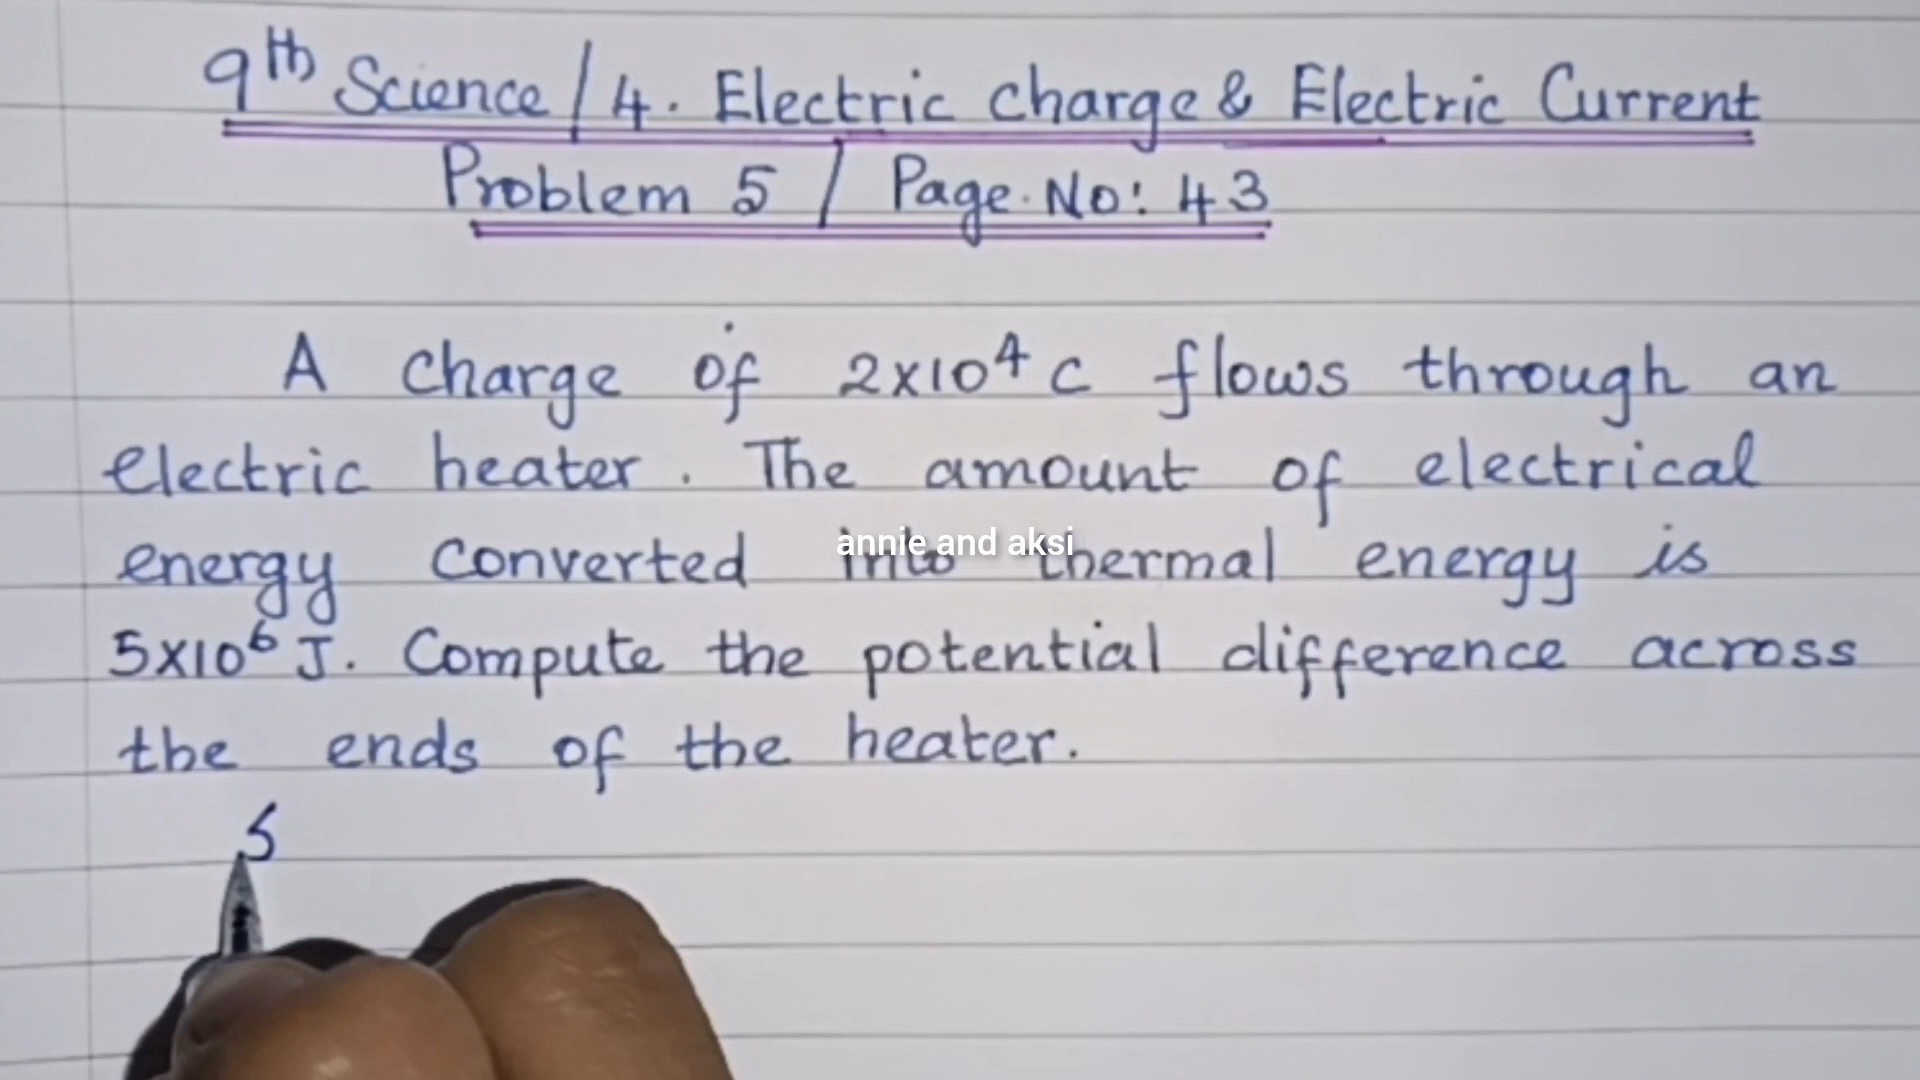 9th Science / 4. Electric charge & Electric Current
Problem 5 / Page No: 43
A charge of 2x10⁴ C flows through an
electric heater. The amount of electrical
energy converted into thermal energy is
annie and aksi
5x10⁶ J. Compute the potential difference across
the ends of the heater.
S